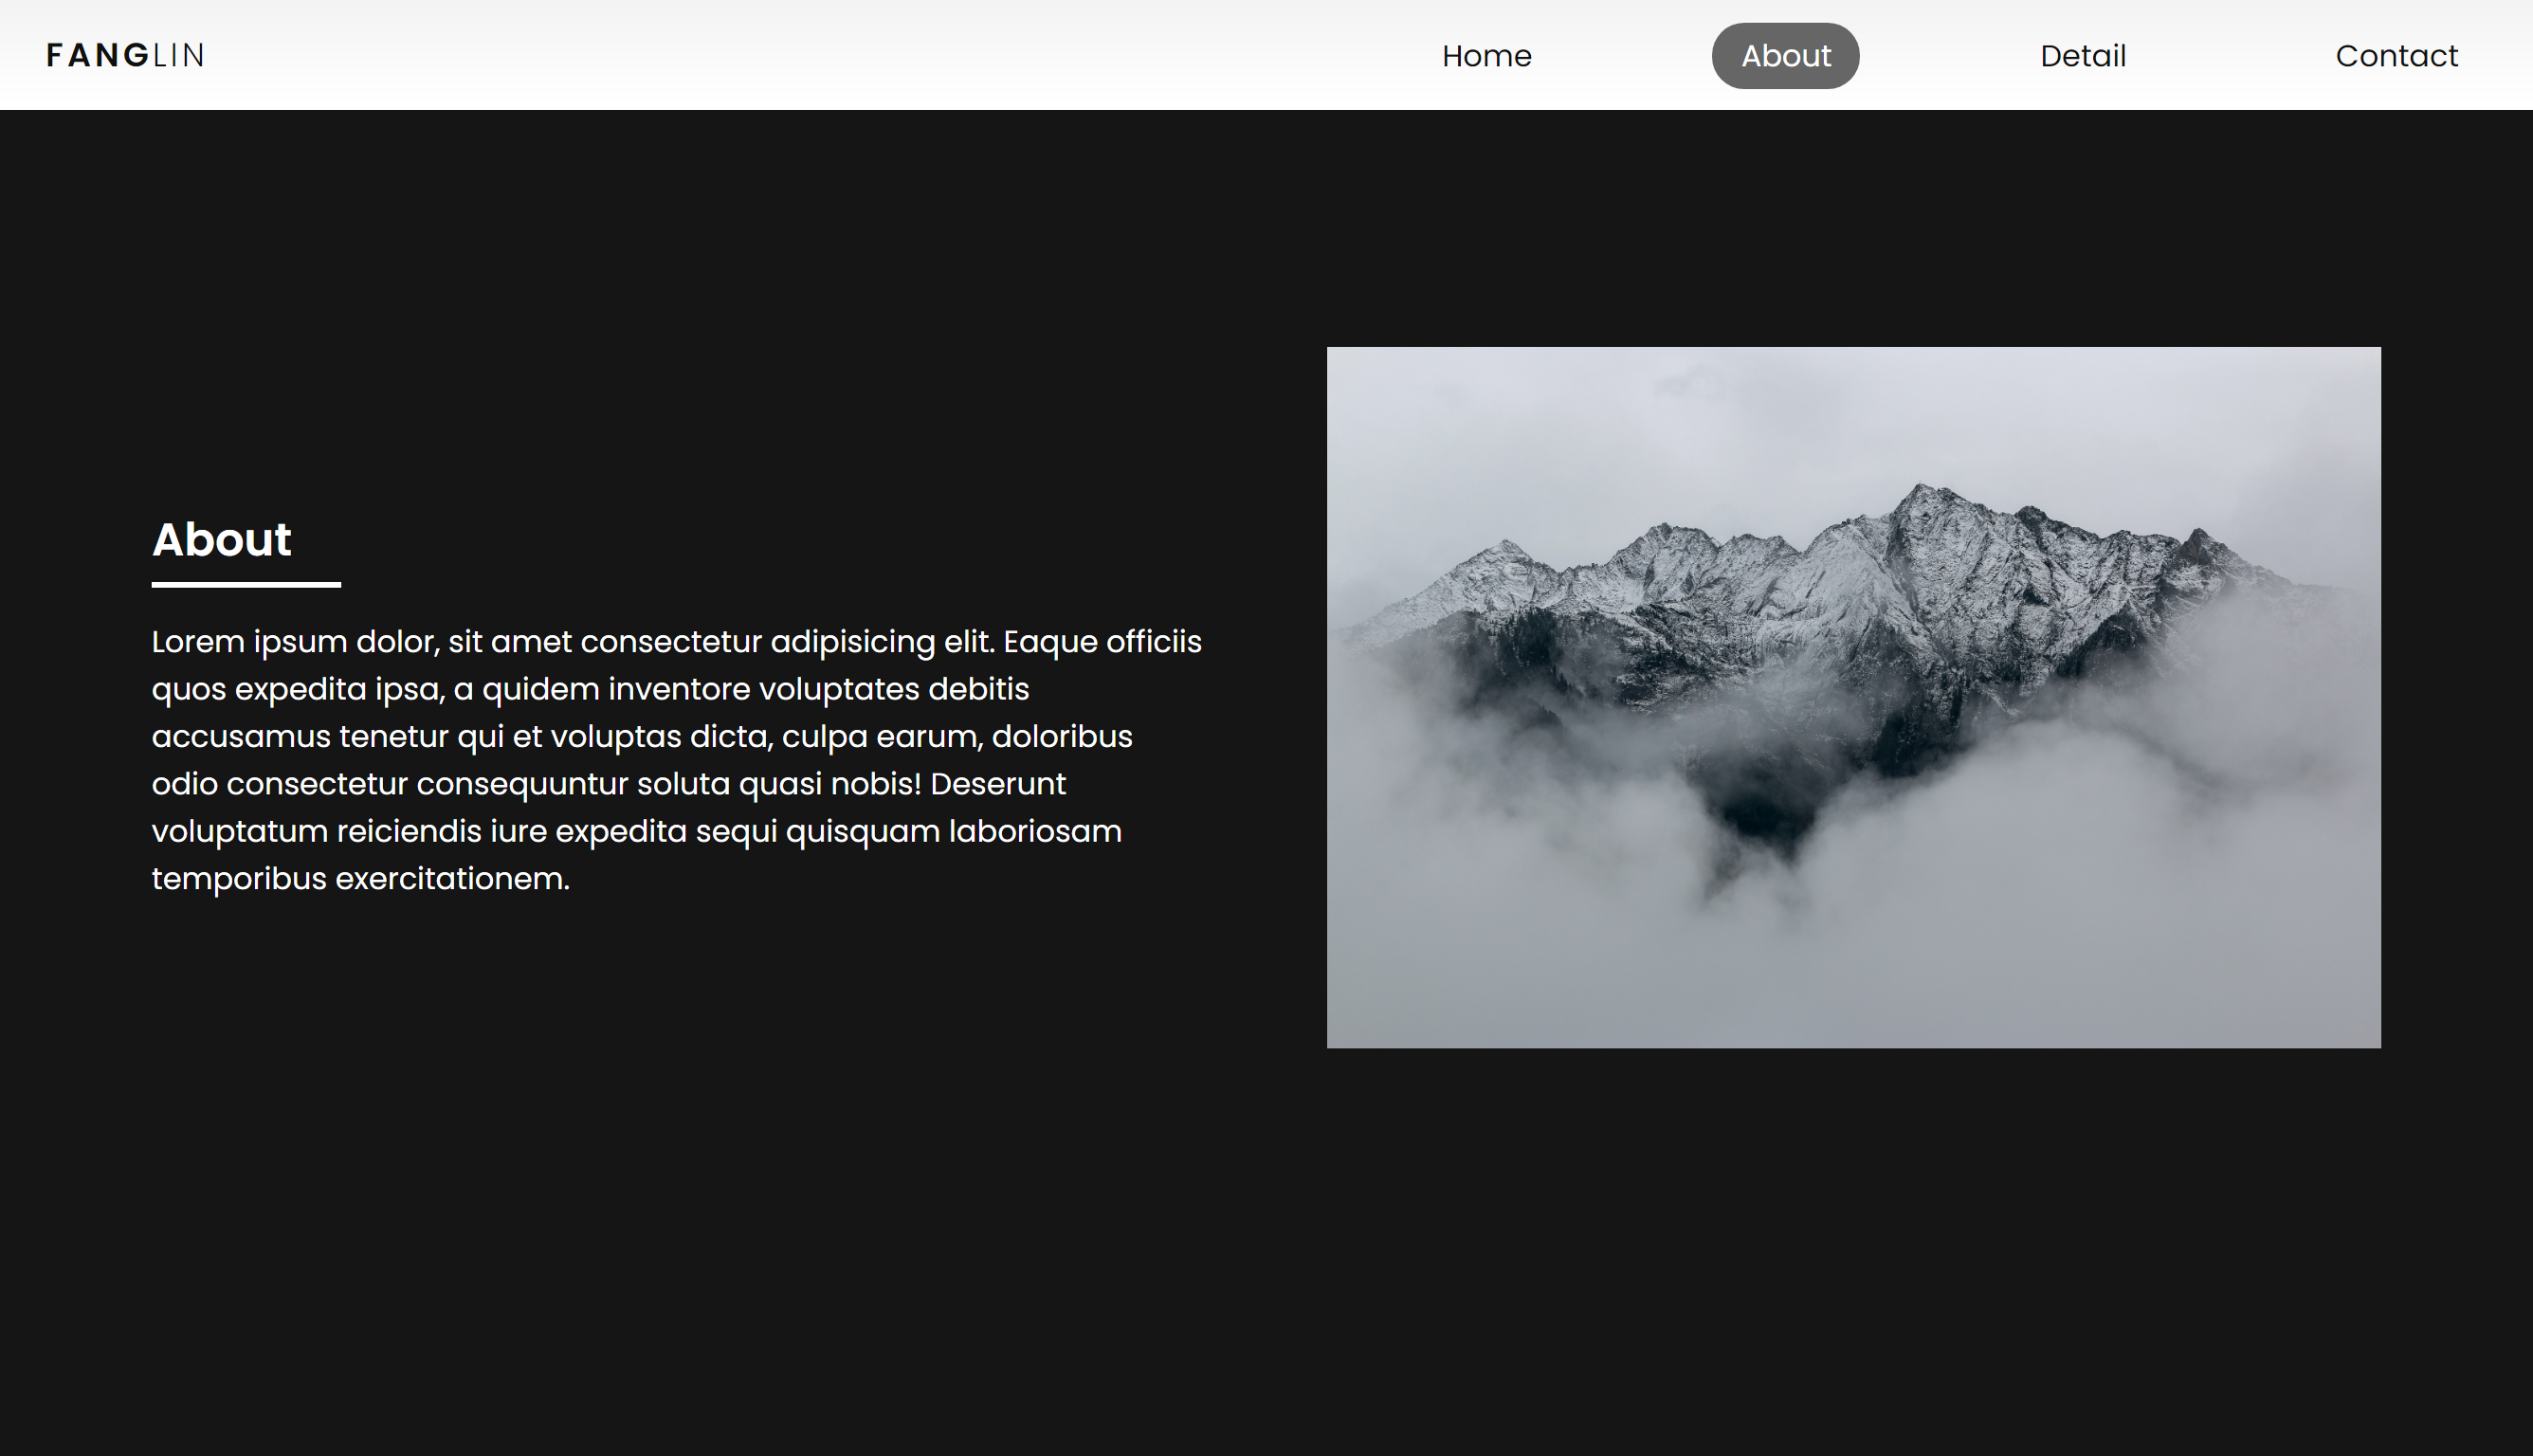 FANGLIN
Home
About
Detail
Contact
About
Lorem ipsum dolor, sit amet consectetur adipisicing elit. Eaque officiis
quos expedita ipsa, a quidem inventore voluptates debitis
accusamus tenetur qui et voluptas dicta, culpa earum, doloribus
odio consectetur consequuntur soluta quasi nobis! Deserunt
voluptatum reiciendis iure expedita sequi quisquam laboriosam
temporibus exercitationem.